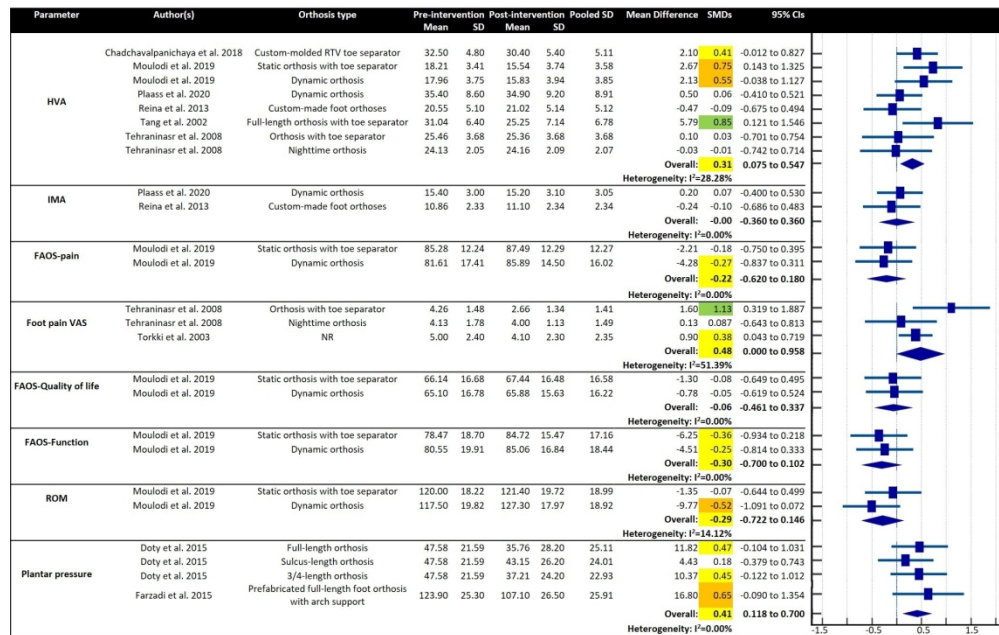 Parameter Author(s) Orthosis type Pre-intervention Post-intervention Pooled SD Mean Difference SMDs 95% CIs
Mean SD Mean SD
Chadchavalpanichaya et al. 2018 Custom-molded RTV toe separator 32.50 4.80 30.40 5.40 5.11 2.10 0.41 -0.012 to 0.827
Moulodi et al. 2019 Static orthosis with toe separator 18.21 3.41 15.54 3.74 3.58 2.67 0.75 0.143 to 1.325
Moulodi et al. 2019 Dynamic orthosis 17.96 3.75 15.83 3.94 3.85 2.13 0.55 -0.038 to 1.127
Plaass et al. 2020 Dynamic orthosis 35.40 8.60 34.90 9.20 8.91 0.50 0.06 -0.410 to 0.521
HVA Reina et al. 2013 Custom-made foot orthoses 20.55 5.10 21.02 5.14 5.12 -0.47 -0.09 -0.675 to 0.494
Tang et al. 2002 Full-length orthosis with toe separator 31.04 6.40 25.25 7.14 6.78 5.79 0.85 0.121 to 1.546
Tehraninasr et al. 2008 Orthosis with toe separator 25.46 3.68 25.36 3.68 3.68 0.10 0.03 -0.701 to 0.754
Tehraninasr et al. 2008 Nighttime orthosis 24.13 2.05 24.16 2.09 2.07 -0.03 -0.01 -0.742 to 0.714
Overall: 0.31 0.075 to 0.547
Heterogeneity: I²=28.28%
IMA Plaass et al. 2020 Dynamic orthosis 15.40 3.00 15.20 3.10 3.05 0.20 0.07 -0.400 to 0.530
Reina et al. 2013 Custom-made foot orthoses 10.86 2.33 11.10 2.34 2.34 -0.24 -0.10 -0.686 to 0.483
Overall: -0.00 -0.360 to 0.360
Heterogeneity: I²=0.00%
FAOS-pain Moulodi et al. 2019 Static orthosis with toe separator 85.28 12.24 87.49 12.29 12.27 -2.21 -0.18 -0.750 to 0.395
Moulodi et al. 2019 Dynamic orthosis 81.61 17.41 85.89 14.50 16.02 -4.28 -0.27 -0.837 to 0.311
Overall: -0.22 -0.620 to 0.180
Heterogeneity: I²=0.00%
Tehraninasr et al. 2008 Orthosis with toe separator 4.26 1.48 2.66 1.34 1.41 1.60 1.13 0.319 to 1.887
Foot pain VAS Tehraninasr et al. 2008 Nighttime orthosis 4.13 1.78 4.00 1.13 1.49 0.13 0.087 -0.643 to 0.813
Torkki et al. 2003 NR 5.00 2.40 4.10 2.30 2.35 0.90 0.38 0.043 to 0.719
Overall: 0.48 0.000 to 0.958
Heterogeneity: I²=51.39%
FAOS-Quality of life Moulodi et al. 2019 Static orthosis with toe separator 66.14 16.68 67.44 16.48 16.58 -1.30 -0.08 -0.649 to 0.495
Moulodi et al. 2019 Dynamic orthosis 65.10 16.78 65.88 15.63 16.22 -0.78 -0.05 -0.619 to 0.524
Overall: -0.06 -0.461 to 0.337
Heterogeneity: I²=0.00%
FAOS-Function Moulodi et al. 2019 Static orthosis with toe separator 78.47 18.70 84.72 15.47 17.16 -6.25 -0.36 -0.934 to 0.218
Moulodi et al. 2019 Dynamic orthosis 80.55 19.91 85.06 16.84 18.44 -4.51 -0.25 -0.814 to 0.333
Overall: -0.30 -0.700 to 0.102
Heterogeneity: I²=0.00%
ROM Moulodi et al. 2019 Static orthosis with toe separator 120.00 18.22 121.40 19.72 18.99 -1.35 -0.07 -0.644 to 0.499
Moulodi et al. 2019 Dynamic orthosis 117.50 19.82 127.30 17.97 18.92 -9.77 -0.52 -1.091 to 0.072
Overall: -0.29 -0.722 to 0.146
Heterogeneity: I²=14.12%
Doty et al. 2015 Full-length orthosis 47.58 21.59 35.76 28.20 25.11 11.82 0.47 -0.104 to 1.031
Doty et al. 2015 Sulcus-length orthosis 47.58 21.59 43.15 26.20 24.01 4.43 0.18 -0.379 to 0.743
Plantar pressure Doty et al. 2015 3/4-length orthosis 47.58 21.59 37.21 24.20 22.93 10.37 0.45 -0.122 to 1.012
Farzadi et al. 2015 Prefabricated full-length foot orthosis with arch support 123.90 25.30 107.10 26.50 25.91 16.80 0.65 -0.090 to 1.354
Overall: 0.41 0.118 to 0.700
Heterogeneity: I²=0.00%
-1.5 -0.5 0.5 1.5